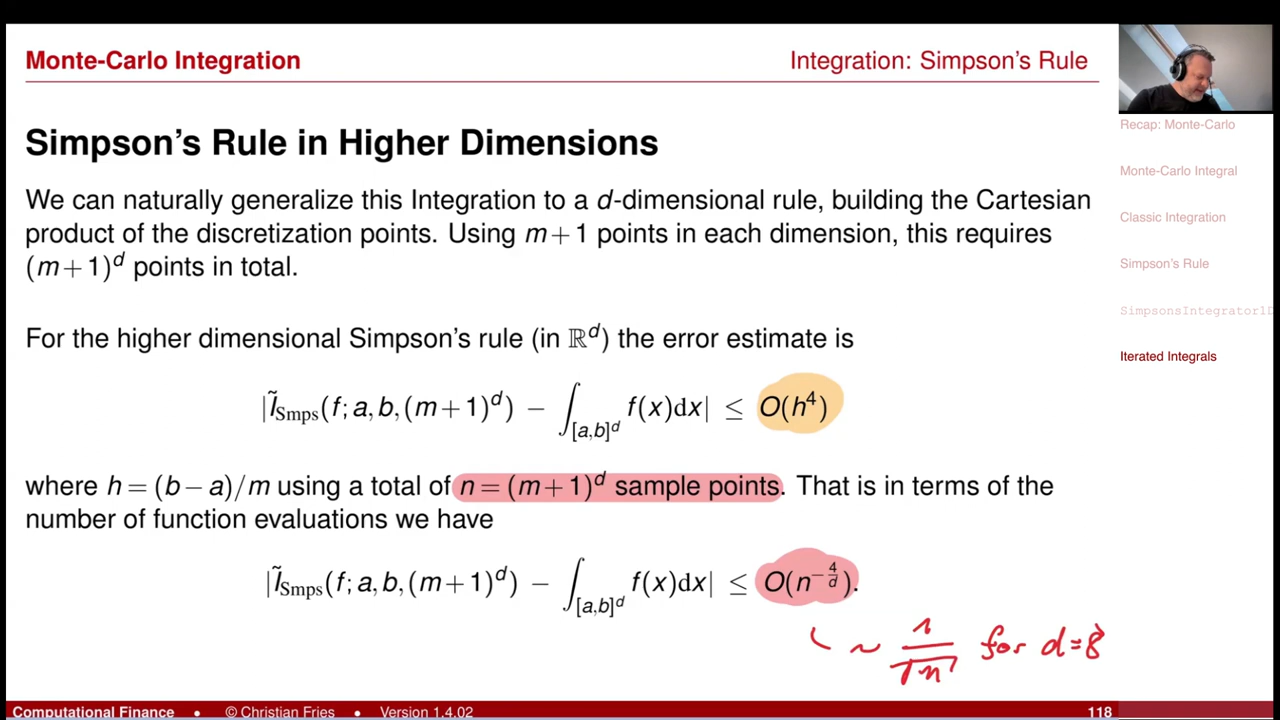 Monte-Carlo Integration
Integration: Simpson's Rule
Simpson's Rule in Higher Dimensions
We can naturally generalize this Integration to a d-dimensional rule, building the Cartesian
product of the discretization points. Using m+1 points in each dimension, this requires
(m+1)^d points in total.
For the higher dimensional Simpson's rule (in ℝ^d) the error estimate is
|Ĩ_Smps(f; a, b, (m+1)^d) − ∫_[a,b]^d f(x)dx| ≤ O(h^4)
where h = (b−a)/m using a total of n = (m+1)^d sample points. That is in terms of the
number of function evaluations we have
|Ĩ_Smps(f; a, b, (m+1)^d) − ∫_[a,b]^d f(x)dx| ≤ O(n^{−4/d}).
~ 1/√n for d=8
Recap: Monte-Carlo
Monte-Carlo Integral
Classic Integration
Simpson's Rule
SimpsonsIntegrator1D
Iterated Integrals
Computational Finance • © Christian Fries • Version 1.4.02
118